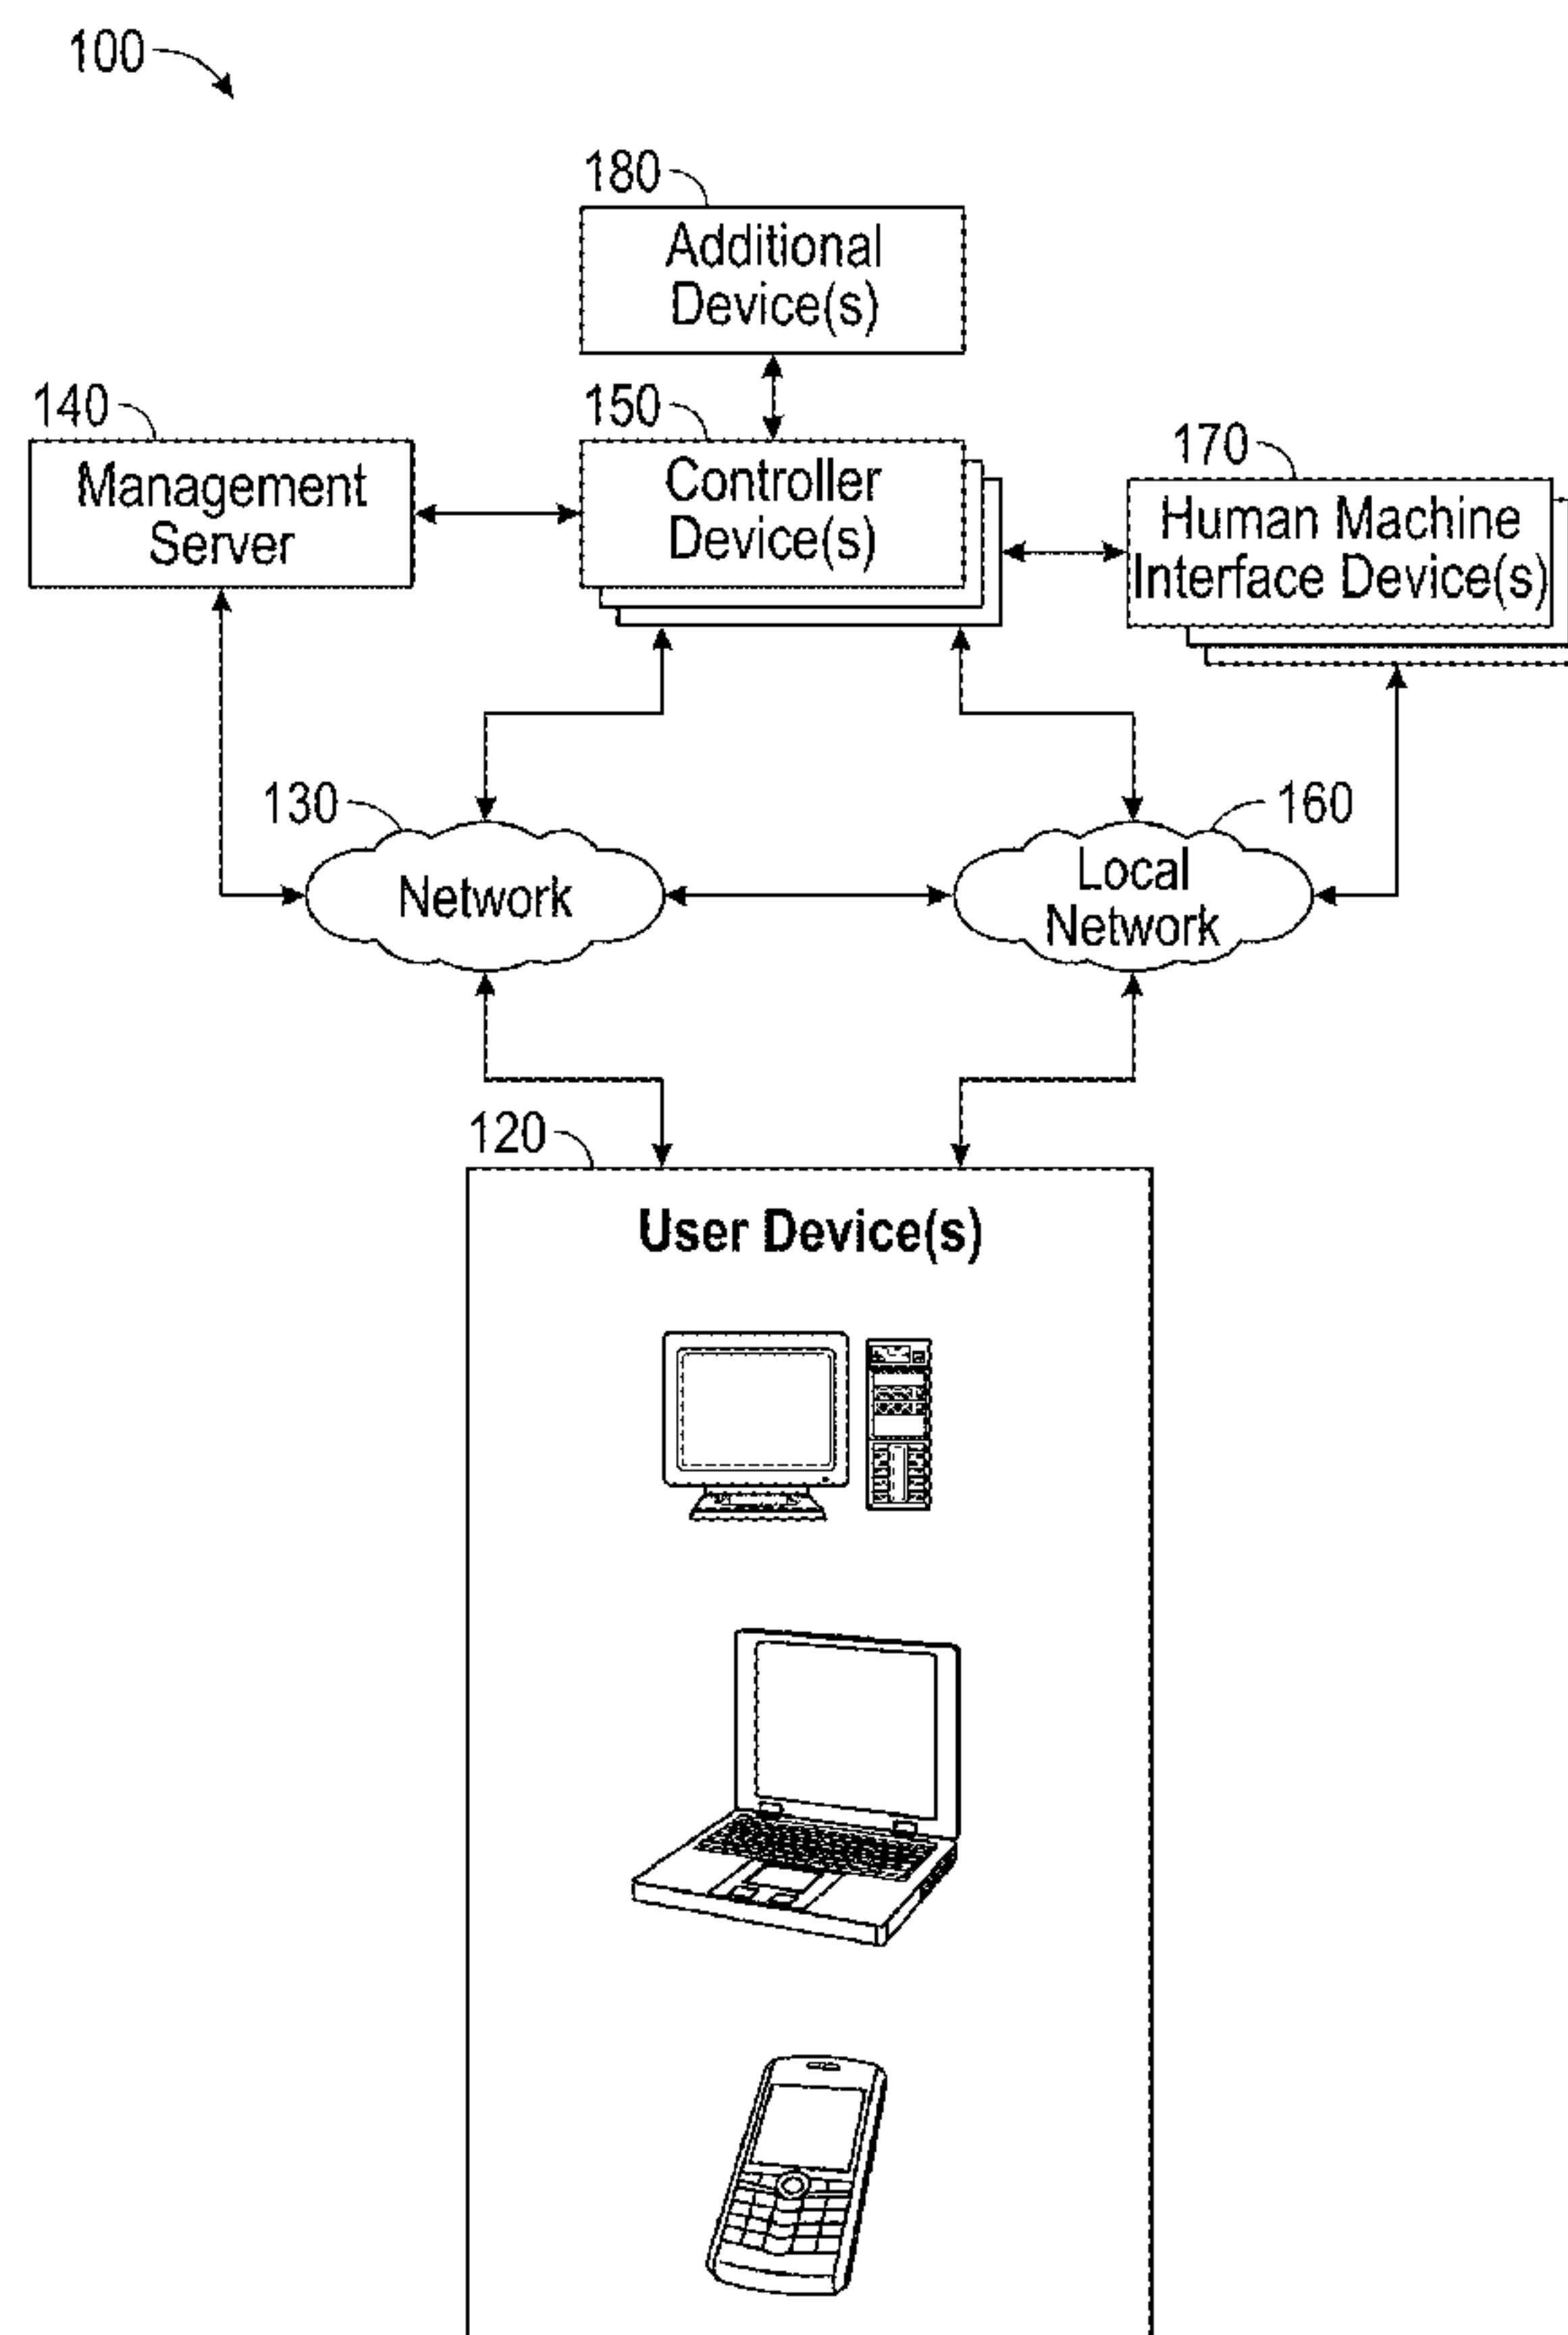 100
180
Additional
Device(s)
140
Management
Server
150
Controller
Device(s)
170
Human Machine
Interface Device(s)
130
Network
160
Local
Network
120
User Device(s)